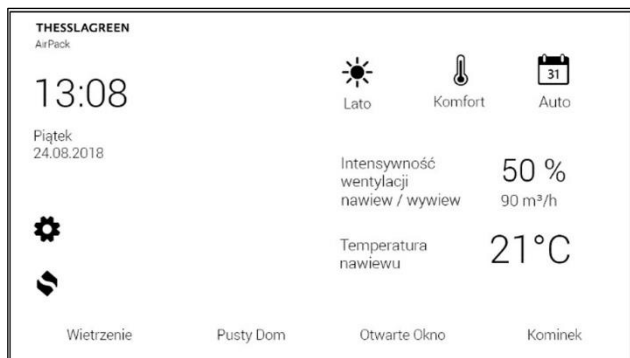 THESSLAGREEN
AirPack
13:08
Piątek
24.08.2018
31
Lato
Komfort
Auto
Intensywność
wentylacji
nawiew / wywiew
50 %
90 m³/h
Temperatura
nawiewu
21°C
Wietrzenie
Pusty Dom
Otwarte Okno
Kominek